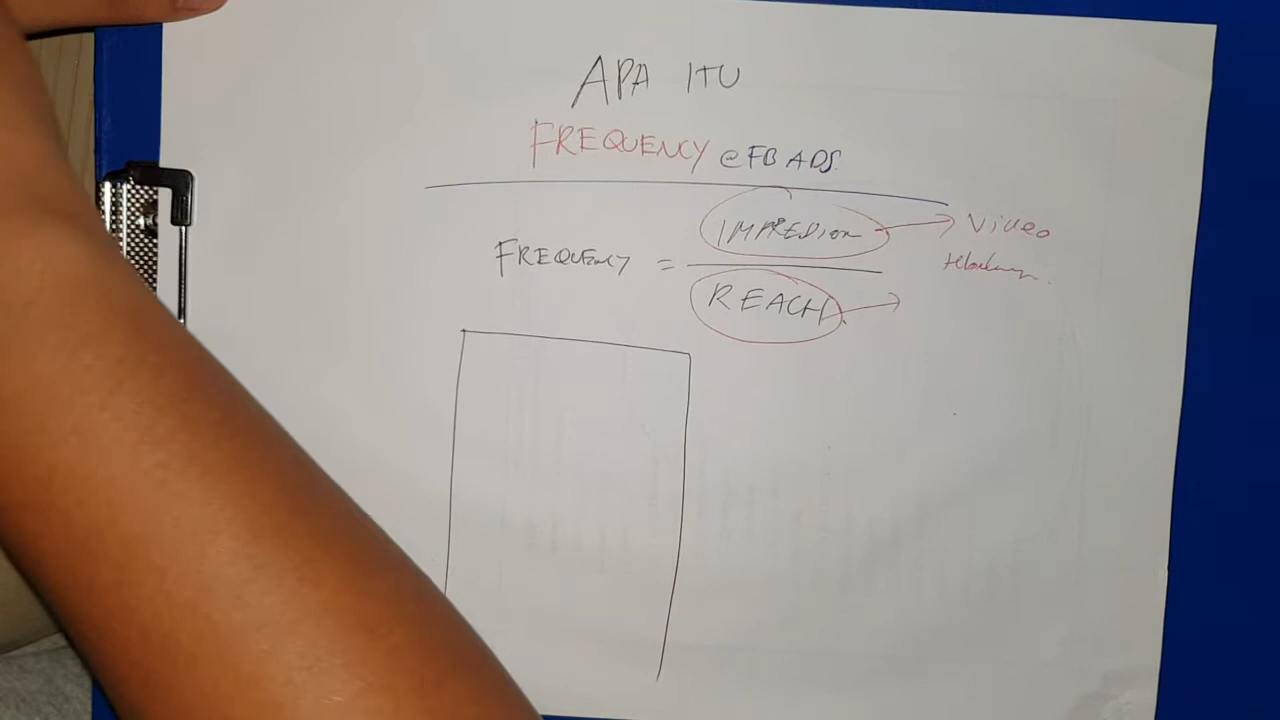 APA ITU
FREQUENCY @FB ADS.
IMPRESION → Video
FREQUENCY =
REACH. →